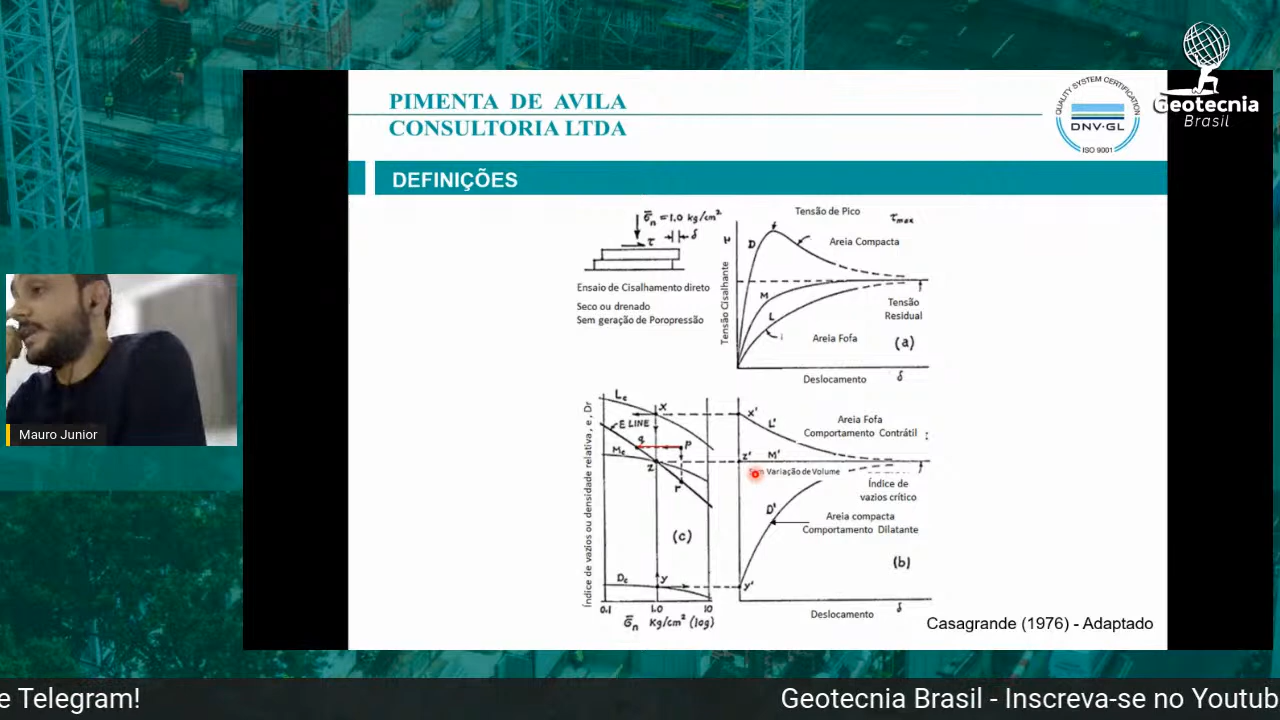 PIMENTA DE AVILA
CONSULTORIA LTDA
QUALITY SYSTEM CERTIFICATION
DNV·GL
ISO 9001
Geotecnia
Brasil
DEFINIÇÕES
σ̄n = 1.0 kg/cm²
τ
δ
Ensaio de Cisalhamento direto
Seco ou drenado
Sem geração de Poropressão
Tensão de Pico
τmax
D
Areia Compacta
Tensão Cisalhante
M
L
Tensão
Residual
Areia Fofa
(a)
Deslocamento
δ
Índice de vazios ou densidade relativa, e, Dr
Lc
x
E LINE
q
p
Mc
z
r
(c)
Dc
y
0.1
1.0
10
σ̄n Kg/cm² (log)
x'
L'
Areia Fofa
Comportamento Contrátil
z'
M'
Variação de Volume
Índice de
vazios crítico
D'
Areia compacta
Comportamento Dilatante
(b)
y'
Deslocamento
δ
Casagrande (1976) - Adaptado
Mauro Junior
e Telegram!
Geotecnia Brasil - Inscreva-se no Youtub